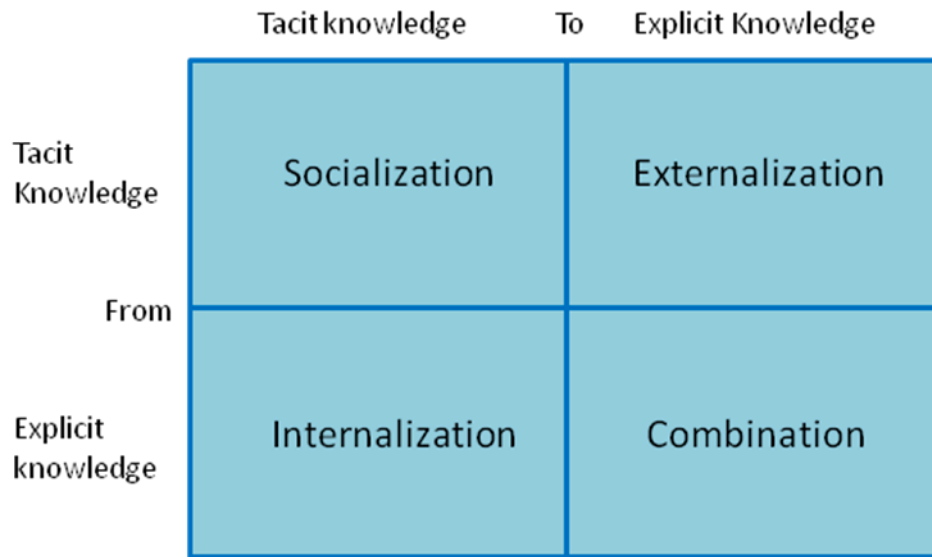 Tacit knowledge To Explicit Knowledge
Tacit
Knowledge
Socialization Externalization
From
Explicit
knowledge
Internalization Combination